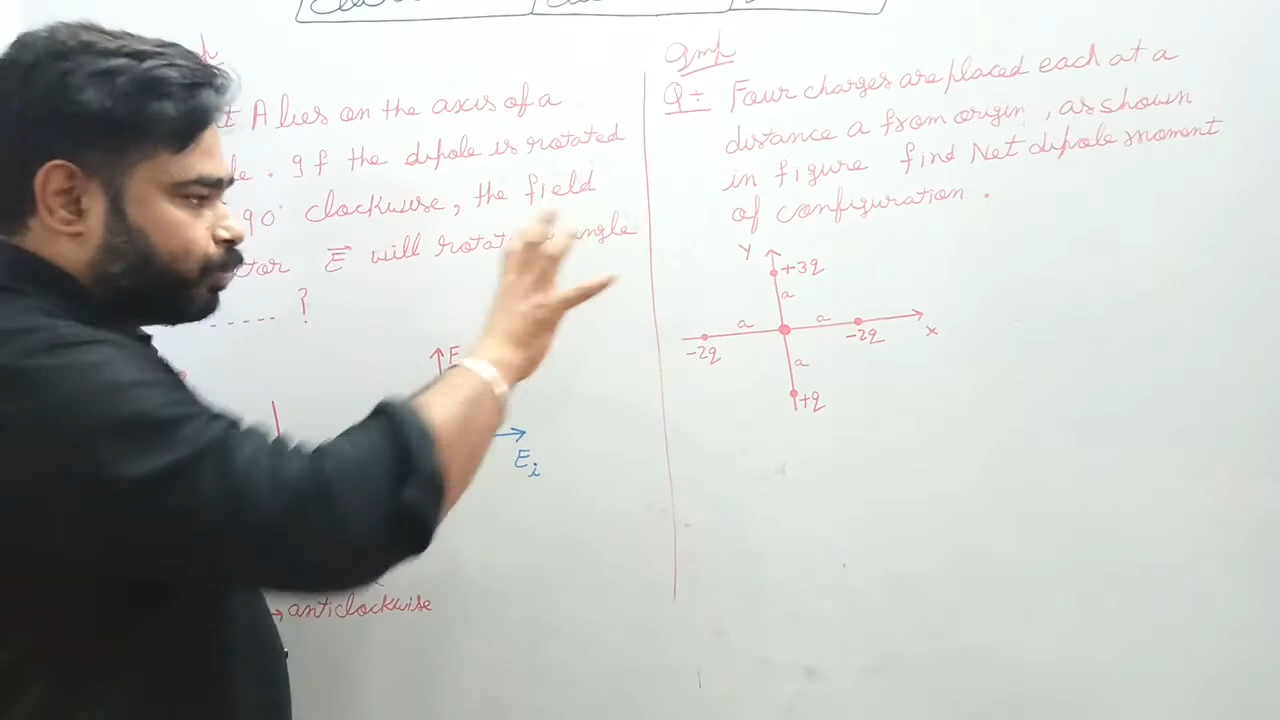 A lies on the axis of a
. If the dipole is rotated
90° clockwise, the field
E will rotate angle
------ ?
E
Ei
→ anticlockwise
Imp
Q ÷ Four charges are placed each at a
distance a from origin, as shown
in figure find Net dipole moment
of configuration.
Y
+3q
a
a
a
x
-2q
-2q
a
+q